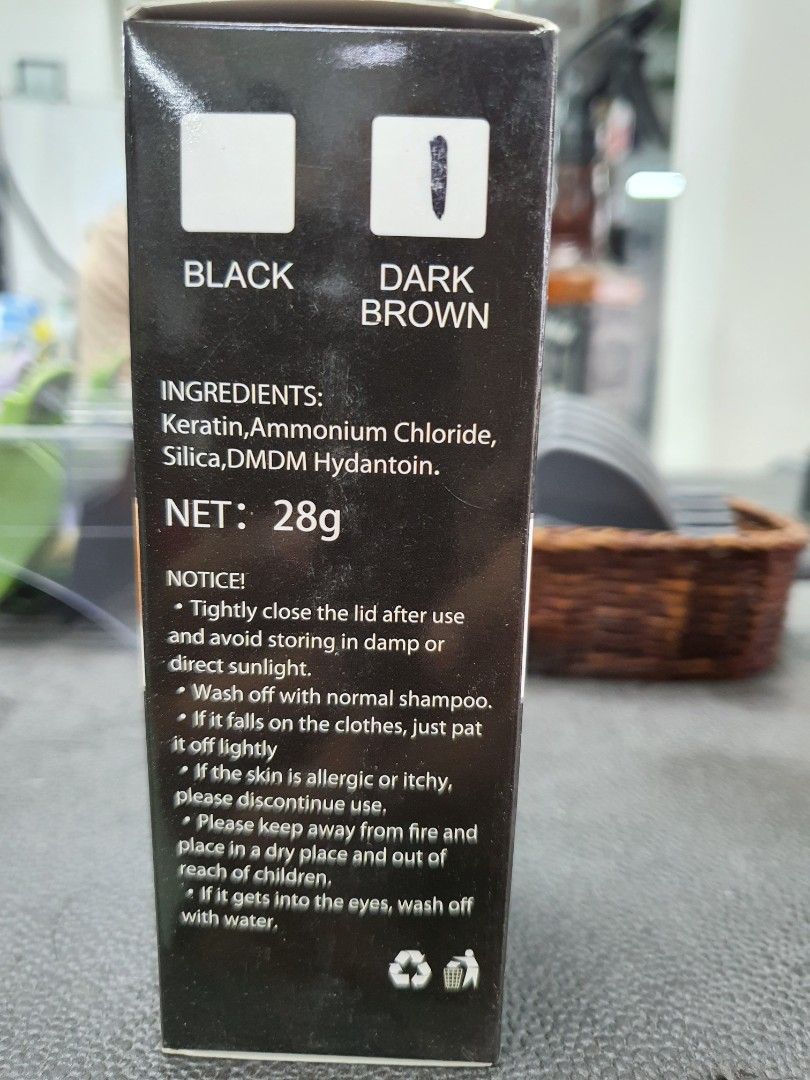 BLACK
DARK
BROWN
INGREDIENTS:
Keratin,Ammonium Chloride,
Silica,DMDM Hydantoin.
NET: 28g
NOTICE!
• Tightly close the lid after use
and avoid storing in damp or
direct sunlight.
• Wash off with normal shampoo.
• If it falls on the clothes, just pat
it off lightly
• If the skin is allergic or itchy,
please discontinue use.
• Please keep away from fire and
place in a dry place and out of
reach of children.
• If it gets into the eyes, wash off
with water.